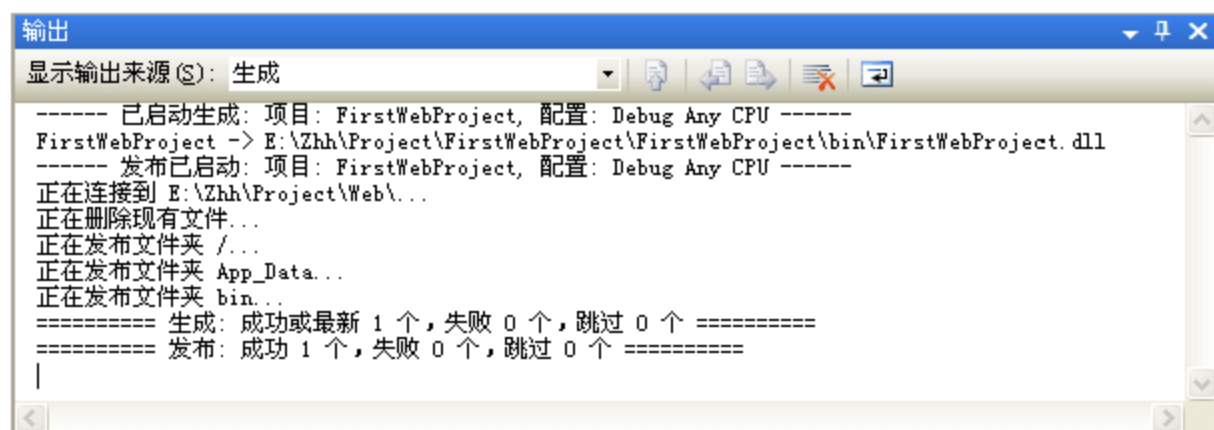 输出
显示输出来源(S): 生成
------ 已启动生成: 项目: FirstWebProject, 配置: Debug Any CPU ------
FirstWebProject -> E:\Zhh\Project\FirstWebProject\FirstWebProject\bin\FirstWebProject.dll
------ 发布已启动: 项目: FirstWebProject, 配置: Debug Any CPU ------
正在连接到 E:\Zhh\Project\Web\...
正在删除现有文件...
正在发布文件夹 /...
正在发布文件夹 App_Data...
正在发布文件夹 bin...
========== 生成: 成功或最新 1 个，失败 0 个，跳过 0 个 ==========
========== 发布: 成功 1 个，失败 0 个，跳过 0 个 ==========